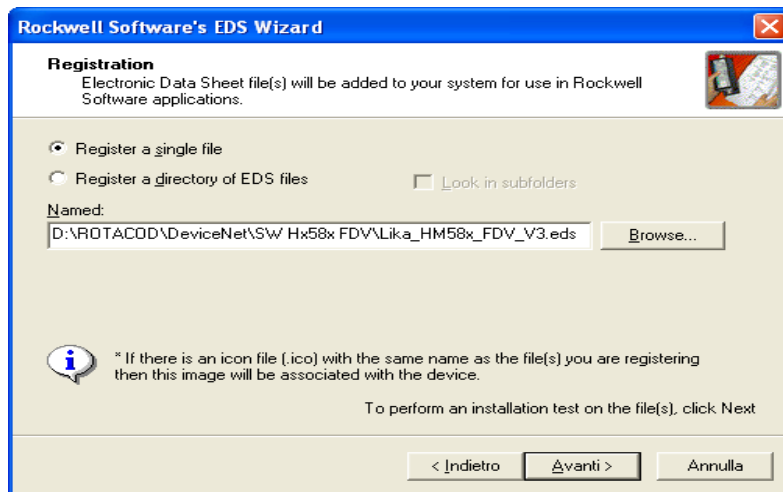 Rockwell Software's EDS Wizard
Registration
Electronic Data Sheet file(s) will be added to your system for use in Rockwell
Software applications.
Register a single file
Register a directory of EDS files
Look in subfolders
Named:
D:\ROTACOD\DeviceNet\SW Hx58x FDV\Lika_HM58x_FDV_V3.eds
Browse...
* If there is an icon file (.ico) with the same name as the file(s) you are registering
then this image will be associated with the device.
To perform an installation test on the file(s), click Next
< Indietro
Avanti >
Annulla